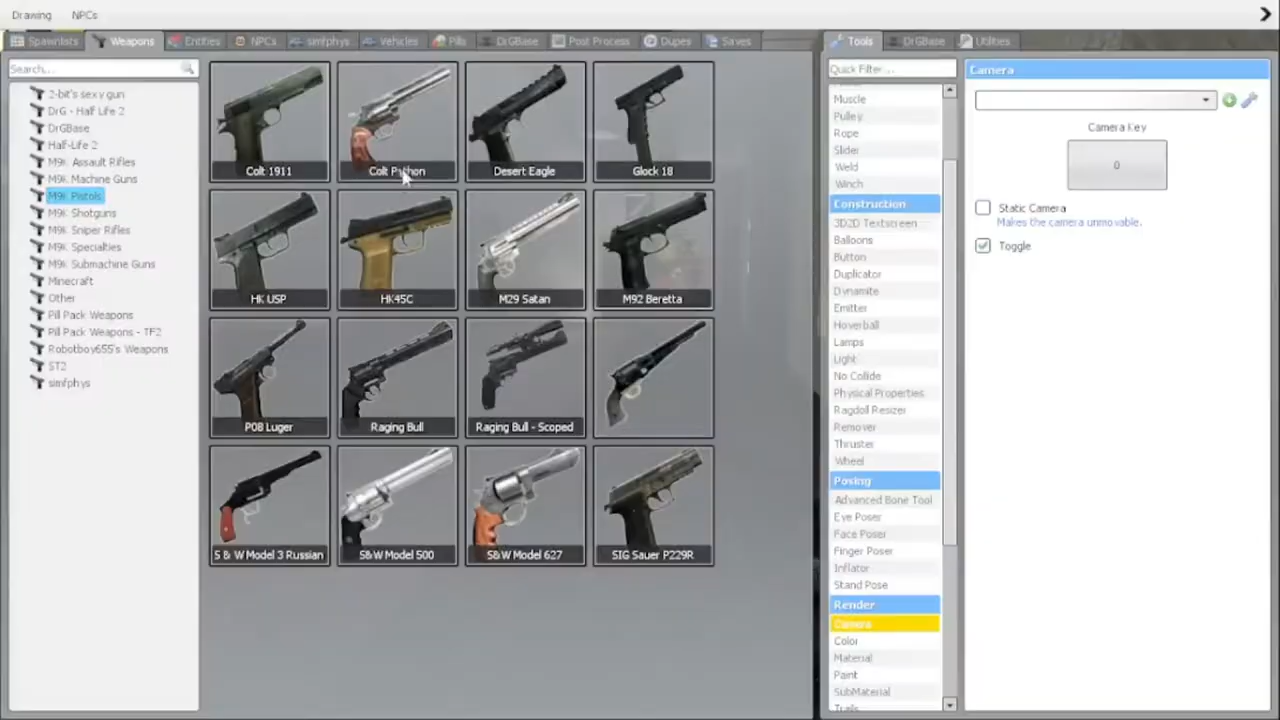 Drawing NPCs
Spawnlists Weapons Entities NPCs simfphys Vehicles Pills DrGBase Post Process Dupes Saves
Tools DrGBase Utilities
Search...
2-bit's sexy gun
DrG - Half Life 2
DrGBase
Half-Life 2
M9K Assault Rifles
M9K Machine Guns
M9K Pistols
M9K Shotguns
M9K Sniper Rifles
M9K Specialties
M9K Submachine Guns
Minecraft
Other
Pill Pack Weapons
Pill Pack Weapons - TF2
Robotboy655's Weapons
ST2
simfphys
Colt 1911
Colt Python
Desert Eagle
Glock 18
HK USP
HK45C
M29 Satan
M92 Beretta
P08 Luger
Raging Bull
Raging Bull - Scoped
S & W Model 3 Russian
S&W Model 500
S&W Model 627
SIG Sauer P229R
Quick Filter...
Muscle
Pulley
Rope
Slider
Weld
Winch
Construction
3D2D Textscreen
Balloons
Button
Duplicator
Dynamite
Emitter
Hoverball
Lamps
Light
No Collide
Physical Properties
Ragdoll Resizer
Remover
Thruster
Wheel
Posing
Advanced Bone Tool
Eye Poser
Face Poser
Finger Poser
Inflator
Stand Pose
Render
Camera
Color
Material
Paint
SubMaterial
Trails
Camera
Camera Key
0
Static Camera
Makes the camera unmovable.
Toggle